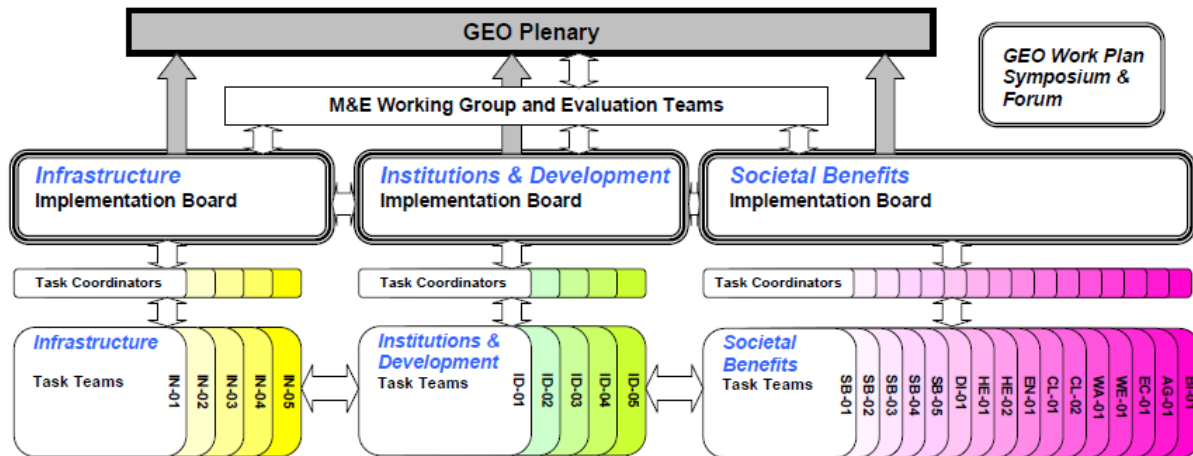 GEO Plenary
GEO Work Plan
Symposium &
Forum
M&E Working Group and Evaluation Teams
Infrastructure
Implementation Board
Institutions & Development
Implementation Board
Societal Benefits
Implementation Board
Task Coordinators
Task Coordinators
Task Coordinators
Infrastructure
Task Teams
IN-01
IN-02
IN-03
IN-04
IN-05
Institutions &
Development
Task Teams
ID-01
ID-02
ID-03
ID-04
ID-05
Societal
Benefits
Task Teams
SB-01
SB-02
SB-03
SB-04
SB-05
DI-01
HE-01
HE-02
EN-01
CL-01
CL-02
WA-01
WE-01
EC-01
AG-01
BI-01